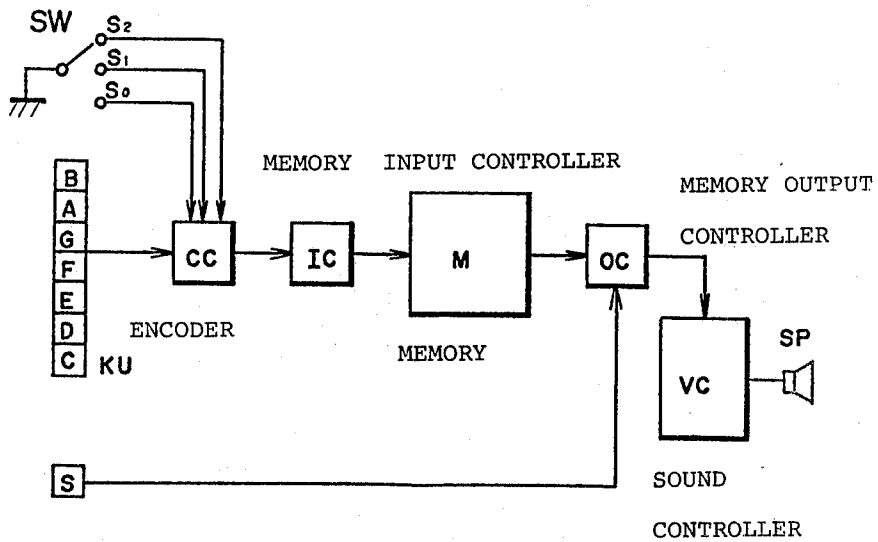 SW
S2
S1
S0
MEMORY INPUT CONTROLLER
MEMORY OUTPUT
CONTROLLER
B
A
G
F
E
D
C
KU
CC
IC
M
OC
ENCODER
MEMORY
VC
SP
S
SOUND
CONTROLLER